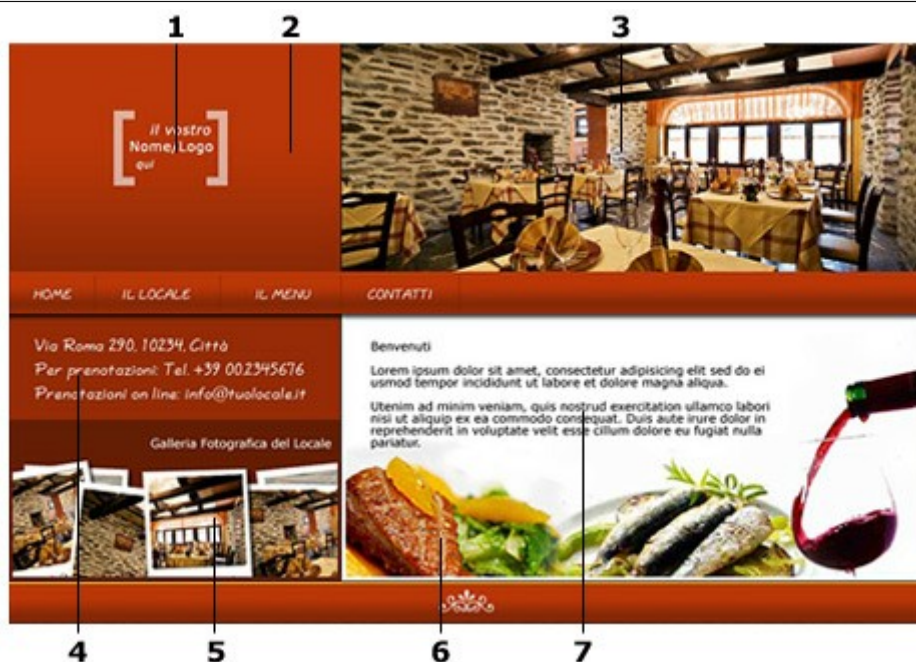 1 2 3
il vostro
Nome/Logo
qui
HOME IL LOCALE IL MENU CONTATTI
Via Roma 290, 10234, Città
Per prenotazioni: Tel. +39 002345676
Prenotazioni on line: info@tuolocale.it
Galleria Fotografica del Locale
Benvenuti
Lorem ipsum dolor sit amet, consectetur adipisicing elit sed do ei
usmod tempor incididunt ut labore et dolore magna aliqua.
Utenim ad minim veniam, quis nostrud exercitation ullamco labori
nisi ut aliquip ex ea commodo consequat. Duis aute irure dolor in
reprehenderit in voluptate velit esse cillum dolore eu fugiat nulla
pariatur.
4 5 6 7